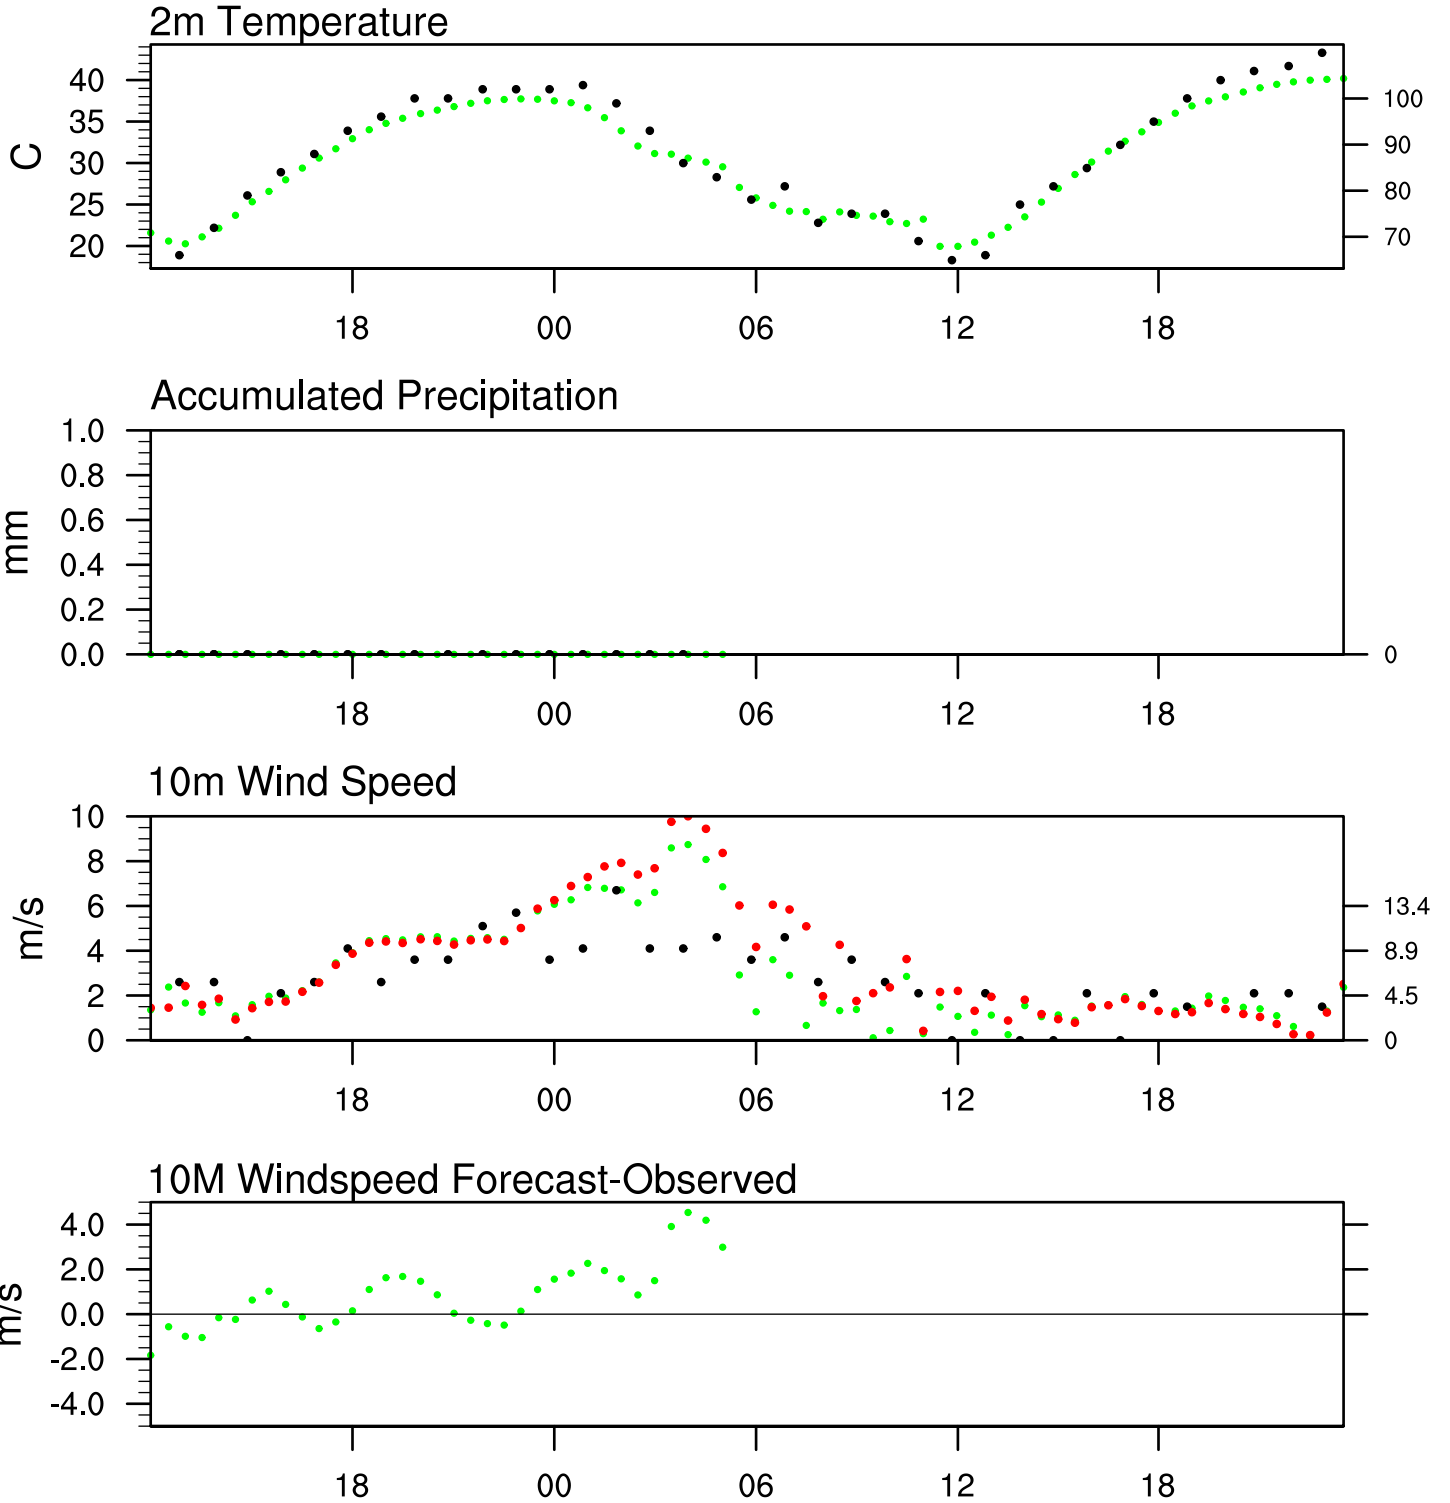 2m Temperature
40
35
30
25
20
C
100
90
80
70
18 00 06 12 18
Accumulated Precipitation
1.0
0.8
0.6
0.4
0.2
0.0
mm
0
18 00 06 12 18
10m Wind Speed
10
8
6
4
2
0
m/s
13.4
8.9
4.5
0
18 00 06 12 18
10M Windspeed Forecast-Observed
4.0
2.0
0.0
-2.0
-4.0
m/s
18 00 06 12 18